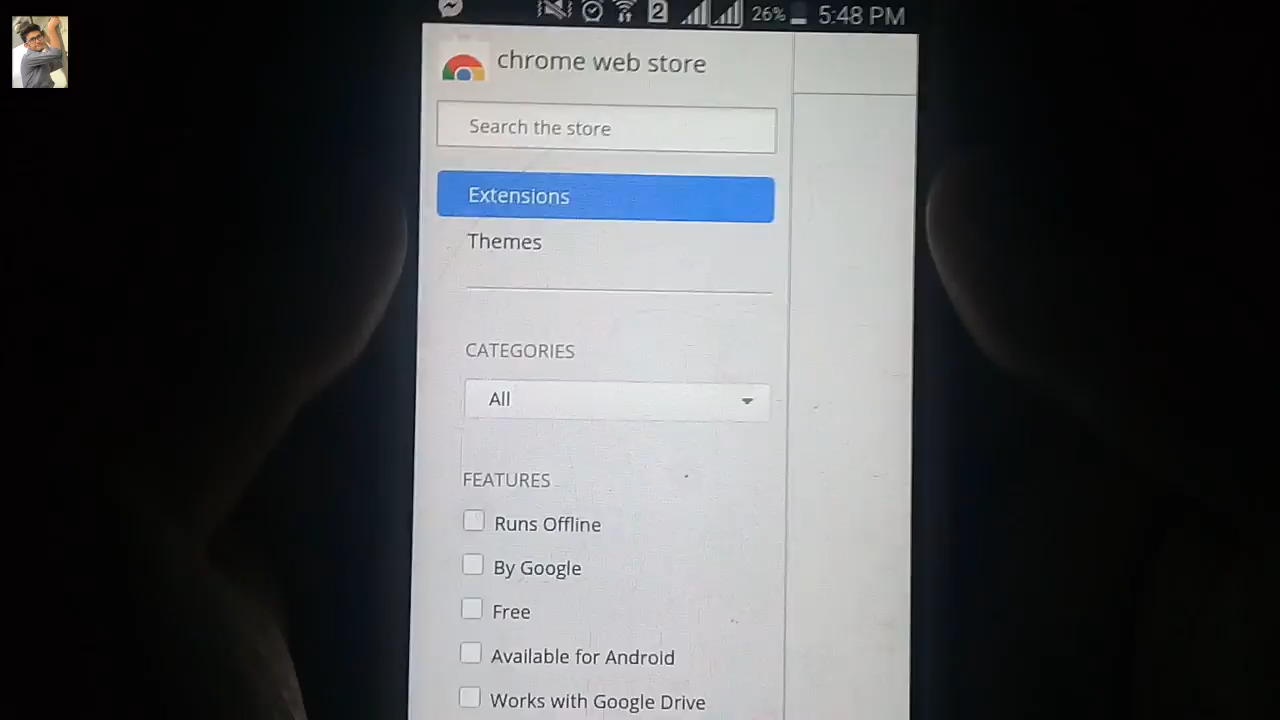 2 26% 5:48 PM
chrome web store
Search the store
Extensions
Themes
CATEGORIES
All
FEATURES
Runs Offline
By Google
Free
Available for Android
Works with Google Drive